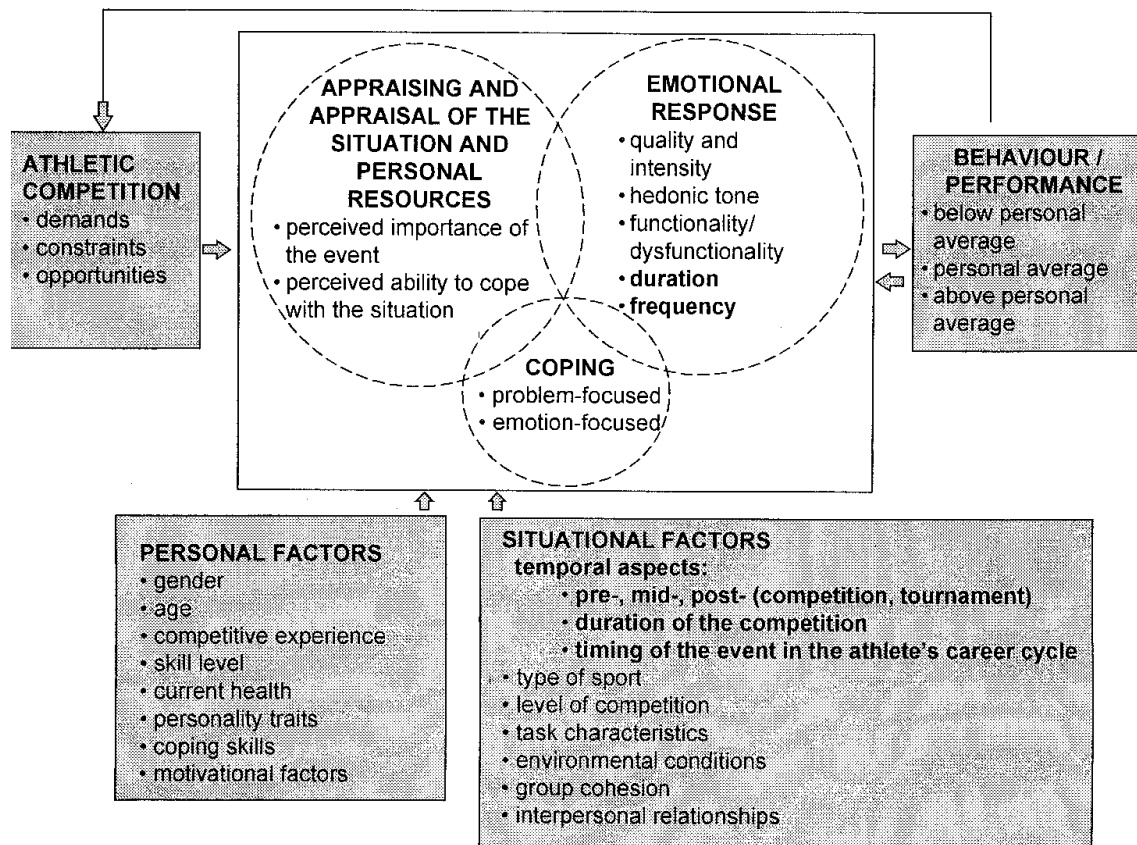 ATHLETIC
COMPETITION
• demands
• constraints
• opportunities
APPRAISING AND
APPRAISAL OF THE
SITUATION AND
PERSONAL
RESOURCES
• perceived importance of
the event
• perceived ability to cope
with the situation
EMOTIONAL
RESPONSE
• quality and
intensity
• hedonic tone
• functionality/
dysfunctionality
• duration
• frequency
COPING
• problem-focused
• emotion-focused
BEHAVIOUR /
PERFORMANCE
• below personal
average
• personal average
• above personal
average
PERSONAL FACTORS
• gender
• age
• competitive experience
• skill level
• current health
• personality traits
• coping skills
• motivational factors
SITUATIONAL FACTORS
temporal aspects:
• pre-, mid-, post- (competition, tournament)
• duration of the competition
• timing of the event in the athlete's career cycle
• type of sport
• level of competition
• task characteristics
• environmental conditions
• group cohesion
• interpersonal relationships